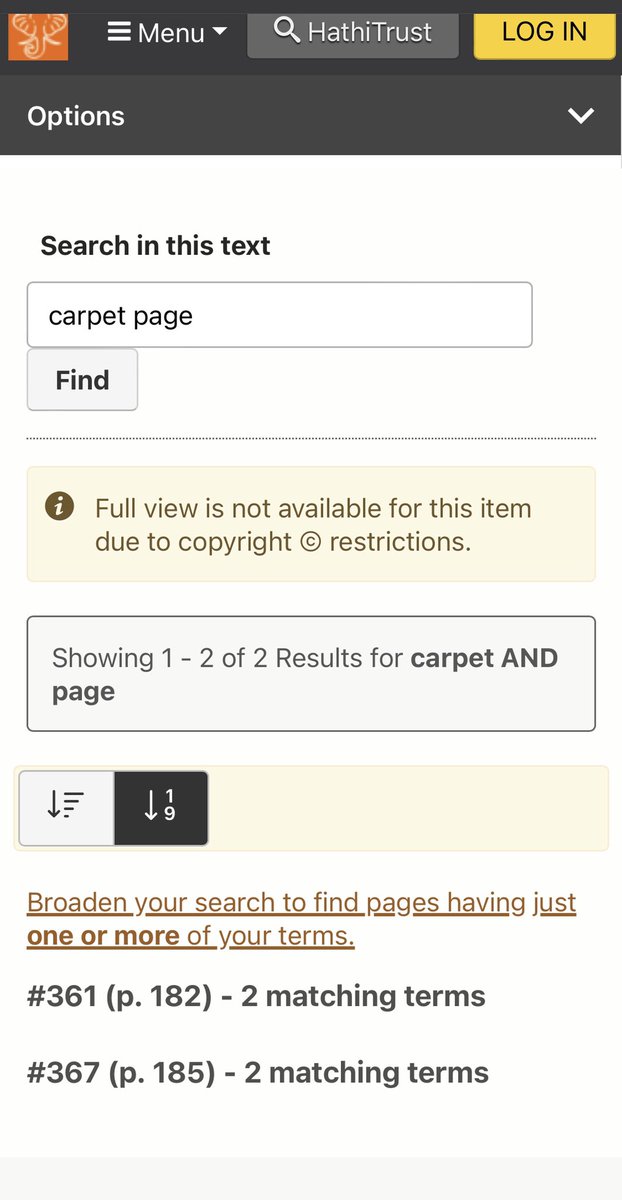 Menu
HathiTrust
LOG IN
Options
Search in this text
carpet page
Find
Full view is not available for this item
due to copyright © restrictions.
Showing 1 - 2 of 2 Results for carpet AND
page
1
9
Broaden your search to find pages having just
one or more of your terms.
#361 (p. 182) - 2 matching terms
#367 (p. 185) - 2 matching terms